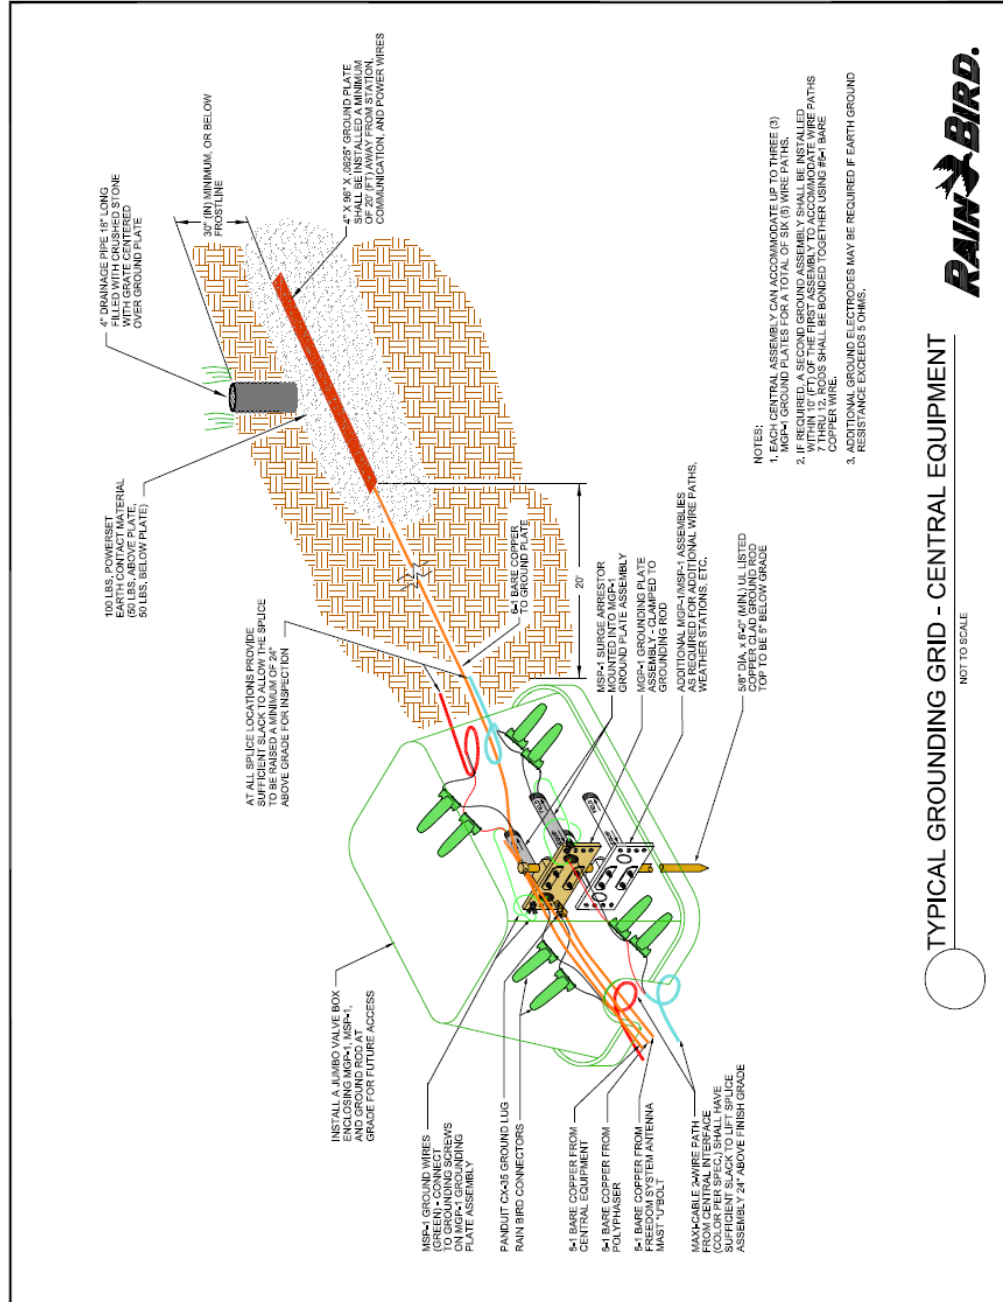 4" DRAINAGE PIPE 18" LONG
FILLED WITH CRUSHED STONE
WITH GRATE CENTERED
OVER GROUND PLATE
30" (IN) MINIMUM, OR BELOW
FROSTLINE
4" X 96" X .0625" GROUND PLATE
SHALL BE INSTALLED A MINIMUM
OF 20' (FT) AWAY FROM STATION,
COMMUNICATION, AND POWER WIRES
100 LBS. POWERSET
EARTH CONTACT MATERIAL
(50 LBS. ABOVE PLATE,
50 LBS. BELOW PLATE)
AT ALL SPLICE LOCATIONS PROVIDE
SUFFICIENT SLACK TO ALLOW THE SPLICE
TO BE RAISED A MINIMUM OF 24"
ABOVE GRADE FOR INSPECTION
6-1 BARE COPPER
TO GROUND PLATE
20'
INSTALL A JUMBO VALVE BOX
ENCLOSING MGP-1, MSP-1,
AND GROUND ROD AT
GRADE FOR FUTURE ACCESS
MSP-1 GROUND WIRES
(GREEN) - CONNECT
TO GROUNDING SCREWS
ON MGP-1 GROUNDING
PLATE ASSEMBLY
PANDUIT CX-35 GROUND LUG
RAIN BIRD CONNECTORS
6-1 BARE COPPER FROM
CENTRAL EQUIPMENT
6-1 BARE COPPER FROM
POLYPHASER
6-1 BARE COPPER FROM
FREEDOM SYSTEM ANTENNA
MAST "U"BOLT
MAXI-CABLE 2-WIRE PATH
FROM CENTRAL INTERFACE
(COLOR PER SPEC.) SHALL HAVE
SUFFICIENT SLACK TO LIFT SPLICE
ASSEMBLY 24" ABOVE FINISH GRADE
MSP-1 SURGE ARRESTOR
MOUNTED INTO MGP-1
GROUND PLATE ASSEMBLY
MGP-1 GROUNDING PLATE
ASSEMBLY - CLAMPED TO
GROUNDING ROD
ADDITIONAL MGP-1/MSP-1 ASSEMBLIES
AS REQUIRED FOR ADDITIONAL WIRE PATHS,
WEATHER STATIONS, ETC.
5/8" DIA. x 8'-0" (MIN.) UL LISTED
COPPER CLAD GROUND ROD
TOP TO BE 6" BELOW GRADE
NOTES:
1. EACH CENTRAL ASSEMBLY CAN ACCOMMODATE UP TO THREE (3)
MGP-1 GROUND PLATES FOR A TOTAL OF SIX (6) WIRE PATHS.
2. IF REQUIRED, A SECOND GROUND ASSEMBLY SHALL BE INSTALLED
WITHIN 10' (FT) OF THE FIRST ASSEMBLY TO ACCOMMODATE WIRE PATHS
7 THRU 12. RODS SHALL BE BONDED TOGETHER USING #6-1 BARE
COPPER WIRE.
3. ADDITIONAL GROUND ELECTRODES MAY BE REQUIRED IF EARTH GROUND
RESISTANCE EXCEEDS 5 OHMS.
TYPICAL GROUNDING GRID - CENTRAL EQUIPMENT
NOT TO SCALE
RAIN BIRD.